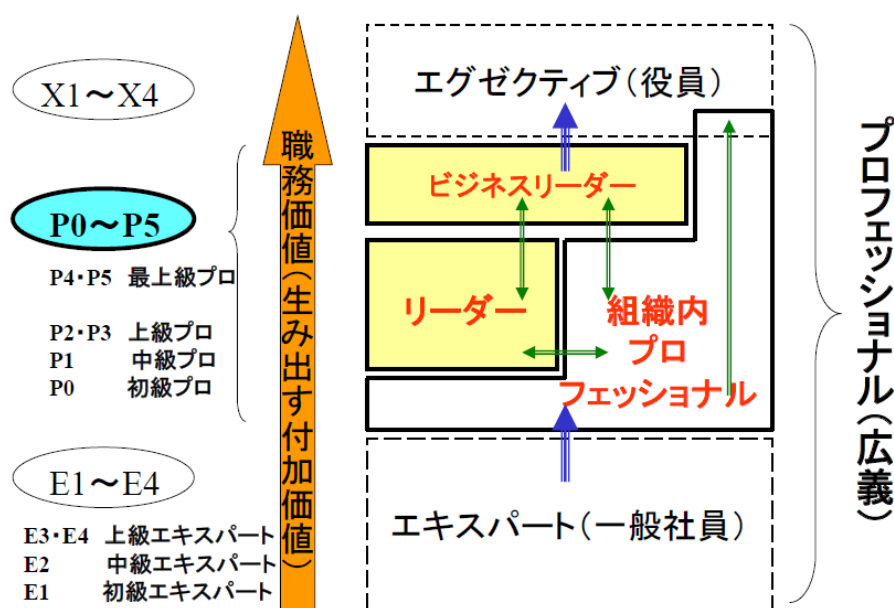 X1～X4
P0～P5
P4・P5 最上級プロ
P2・P3 上級プロ
P1 中級プロ
P0 初級プロ
E1～E4
E3・E4 上級エキスパート
E2 中級エキスパート
E1 初級エキスパート
職務価値（生み出す付加価値）
エグゼクティブ（役員）
ビジネスリーダー
リーダー
組織内
プロ
フェッショナル
エキスパート（一般社員）
プロフェッショナル（広義）